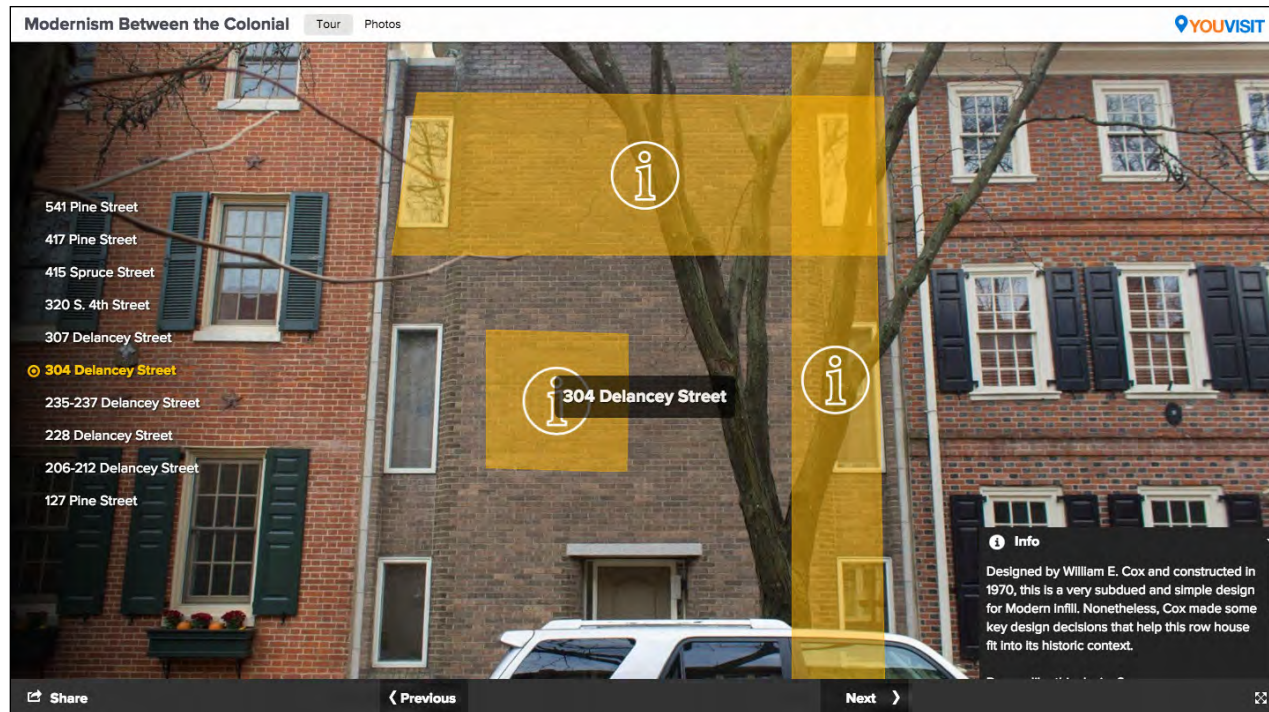 Modernism Between the Colonial
Tour
Photos
YOUVISIT
541 Pine Street
417 Pine Street
415 Spruce Street
320 S. 4th Street
307 Delancey Street
304 Delancey Street
235-237 Delancey Street
228 Delancey Street
206-212 Delancey Street
127 Pine Street
304 Delancey Street
Info
Designed by William E. Cox and constructed in
1970, this is a very subdued and simple design
for Modern infill. Nonetheless, Cox made some
key design decisions that help this row house
fit into its historic context.
Share
Previous
Next